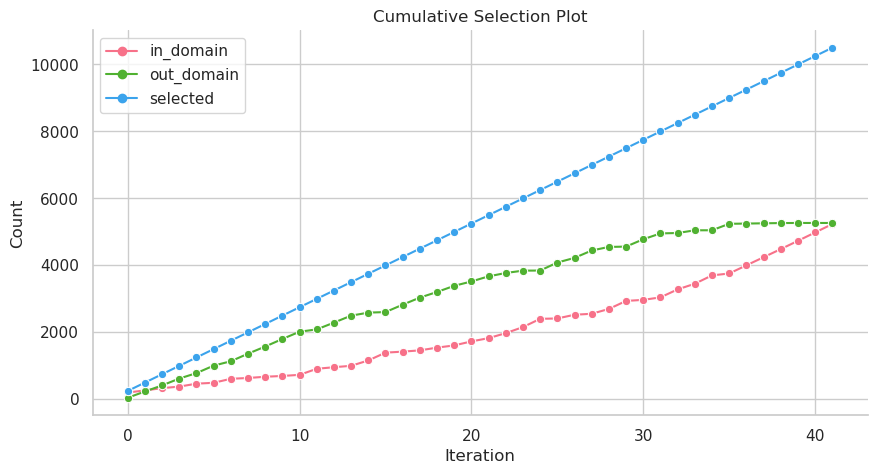 Cumulative Selection Plot
in_domain
out_domain
selected
10000
8000
6000
4000
2000
0
Count
0 10 20 30 40
Iteration